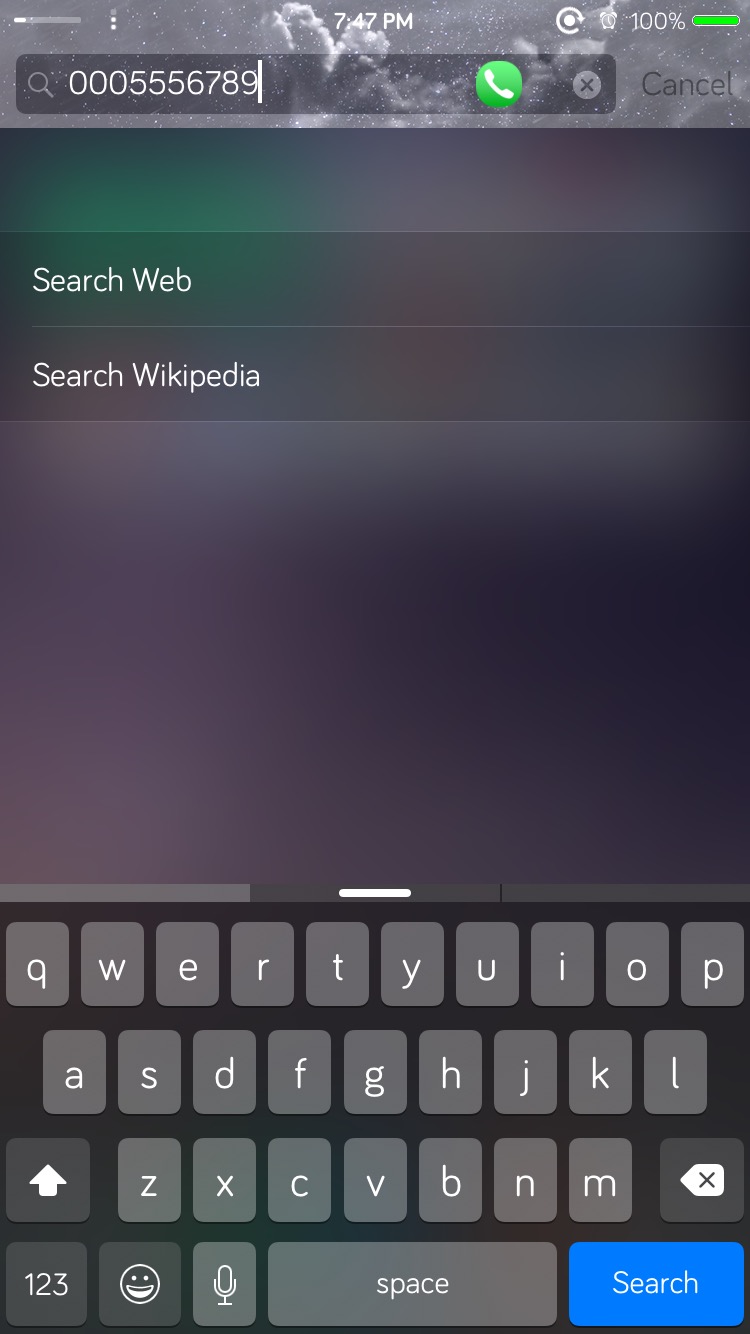 7:47 PM 100%
0005556789 Cancel
Search Web
Search Wikipedia
q w e r t y u i o p
a s d f g h j k l
z x c v b n m
123 space Search